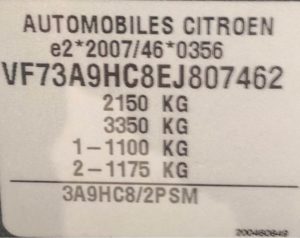 AUTOMOBILES CITROEN
e2*2007/46*0356
VF73A9HC8EJ807462
2150 KG
3350 KG
1-1100 KG
2-1175 KG
3A9HC8/2PSM